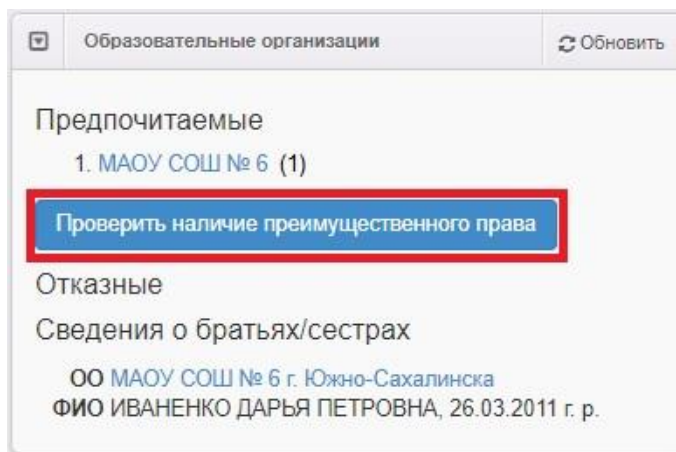 Образовательные организации Обновить
Предпочитаемые
1. МАОУ СОШ № 6 (1)
Проверить наличие преимущественного права
Отказные
Сведения о братьях/сестрах
ОО МАОУ СОШ № 6 г. Южно-Сахалинска
ФИО ИВАНЕНКО ДАРЬЯ ПЕТРОВНА, 26.03.2011 г. р.